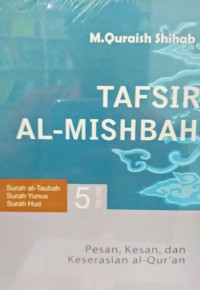 M.Quraish Shihab
TAFSIR
AL-MISHBAH
Surah at-Taubah
Surah Yunus
Surah Hud
5
Pesan, Kesan, dan
Keserasian al-Qur'an